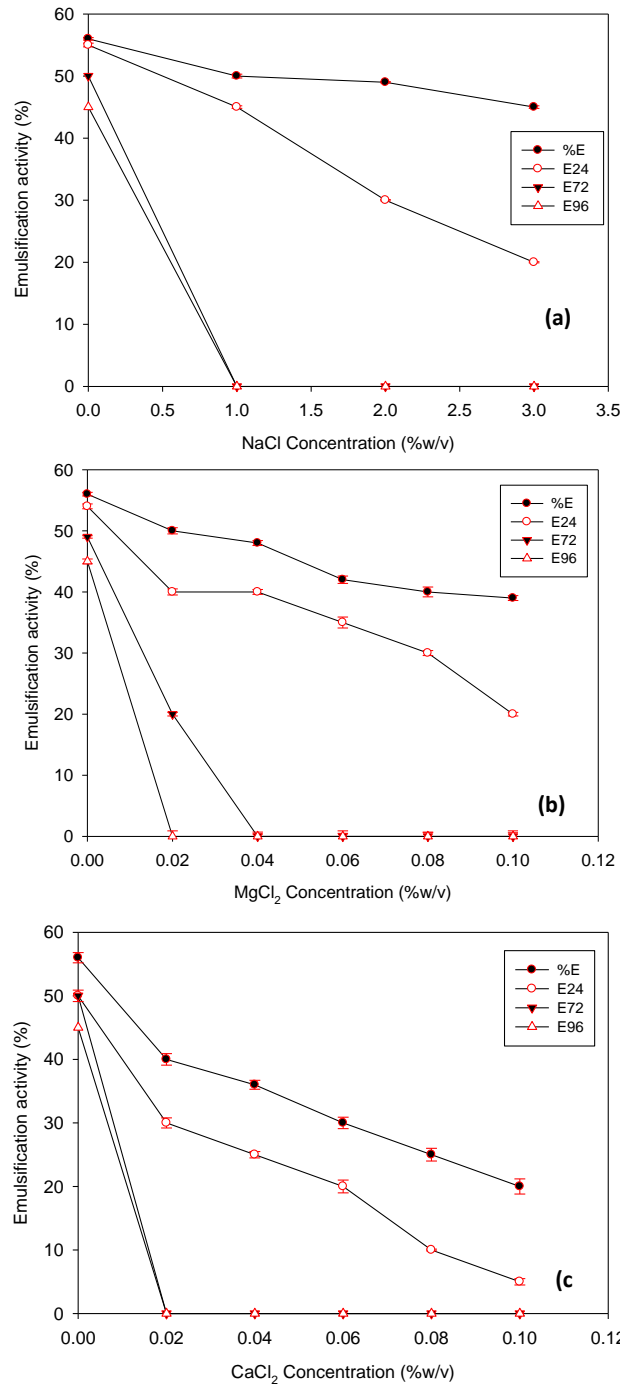 60
50
40
30
20
10
0
Emulsification activity (%)
%E
E24
E72
E96
(a)
0.0 0.5 1.0 1.5 2.0 2.5 3.0 3.5
NaCl Concentration (%w/v)
60
50
40
30
20
10
0
Emulsification activity (%)
%E
E24
E72
E96
(b)
0.00 0.02 0.04 0.06 0.08 0.10 0.12
MgCl₂ Concentration (%w/v)
60
50
40
30
20
10
0
Emulsification activity (%)
%E
E24
E72
E96
(c
0.00 0.02 0.04 0.06 0.08 0.10 0.12
CaCl₂ Concentration (%w/v)